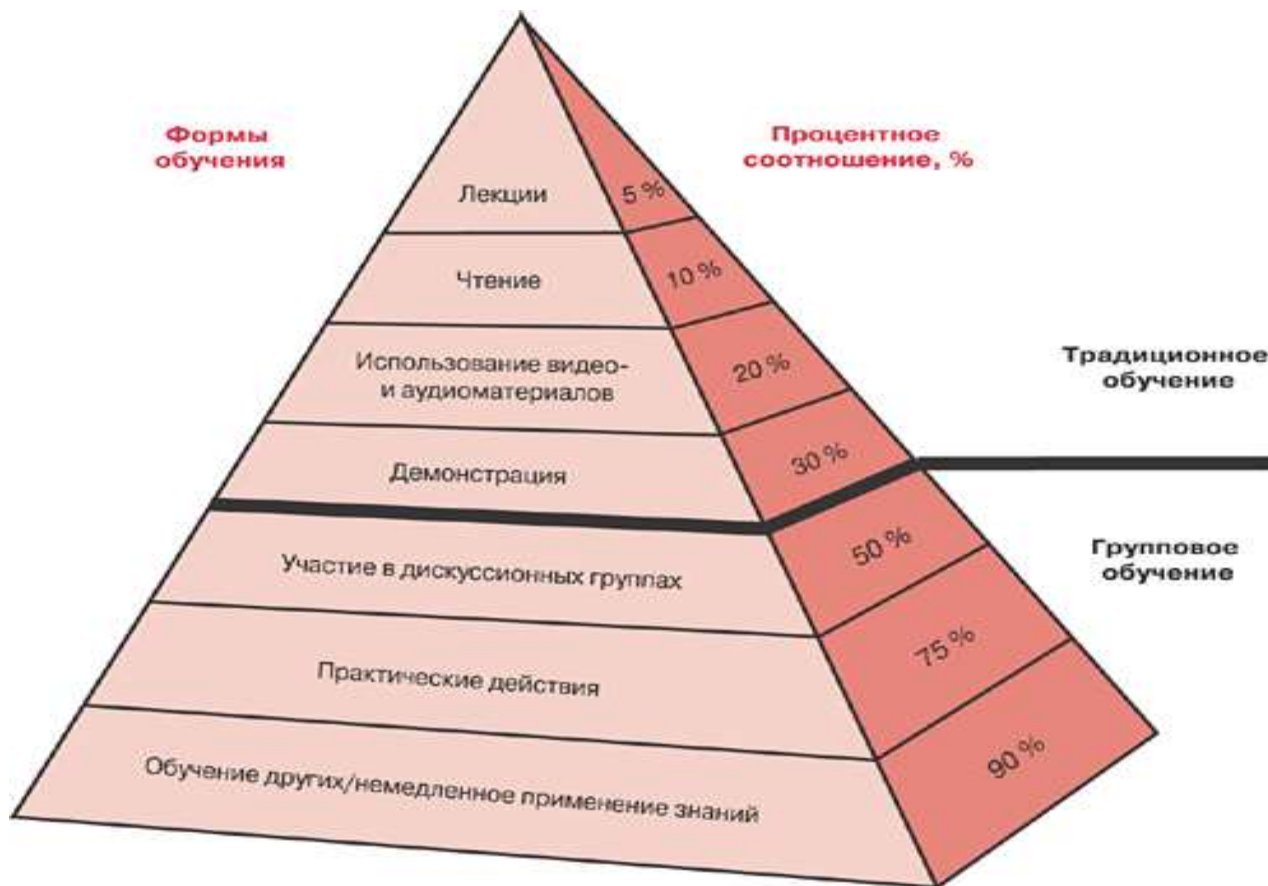 Формы
обучения
Процентное
соотношение, %
Лекции
5 %
Чтение
10 %
Использование видео-
и аудиоматериалов
20 %
Демонстрация
30 %
Традиционное
обучение
Участие в дискуссионных группах
50 %
Групповое
обучение
Практические действия
75 %
Обучение других/немедленное применение знаний
90 %